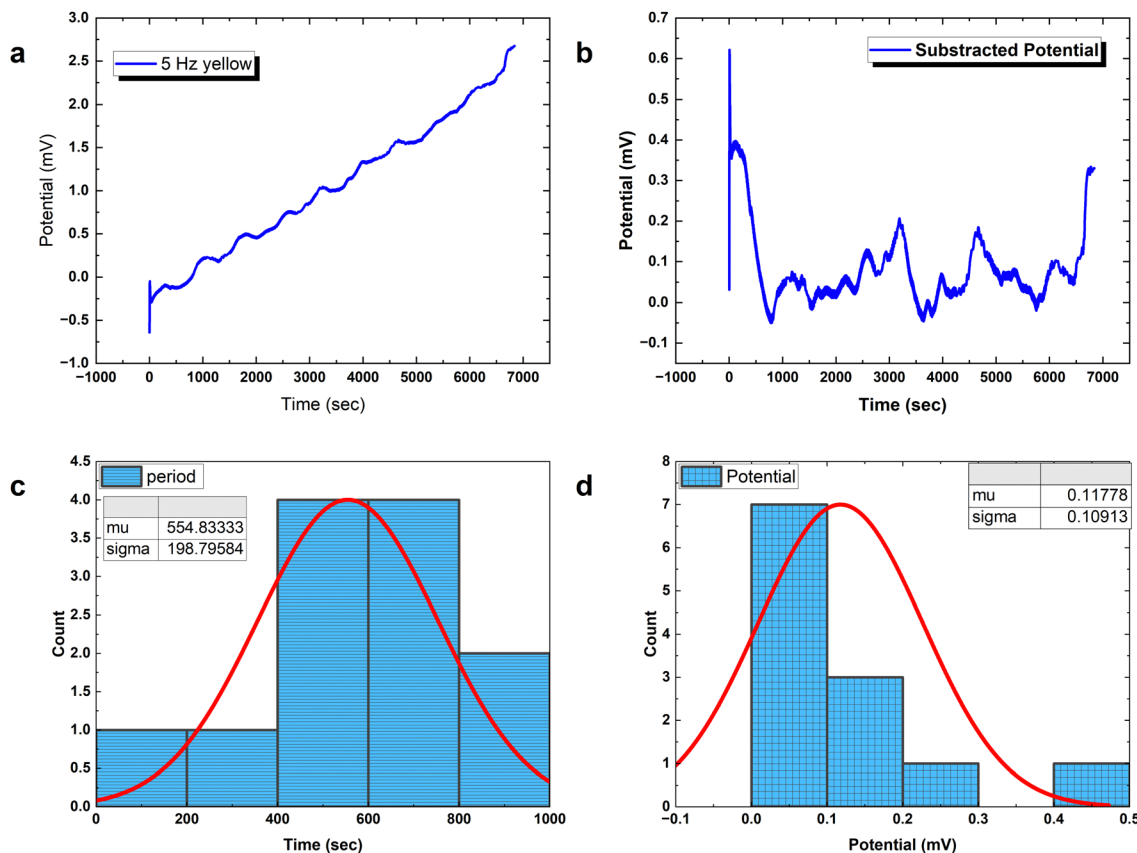 a
5 Hz yellow
3.0
2.5
2.0
1.5
1.0
0.5
0.0
−0.5
−1.0
Potential (mV)
−1000 0 1000 2000 3000 4000 5000 6000 7000
Time (sec)
b
Substracted Potential
0.7
0.6
0.5
0.4
0.3
0.2
0.1
0.0
−0.1
Potential (mV)
−1000 0 1000 2000 3000 4000 5000 6000 7000
Time (sec)
c
period
mu 554.83333
sigma 198.79584
4.5
4.0
3.5
3.0
2.5
2.0
1.5
1.0
0.5
0.0
Count
0 200 400 600 800 1000
Time (sec)
d
Potential
mu 0.11778
sigma 0.10913
8
7
6
5
4
3
2
1
0
Count
−0.1 0.0 0.1 0.2 0.3 0.4 0.5
Potential (mV)